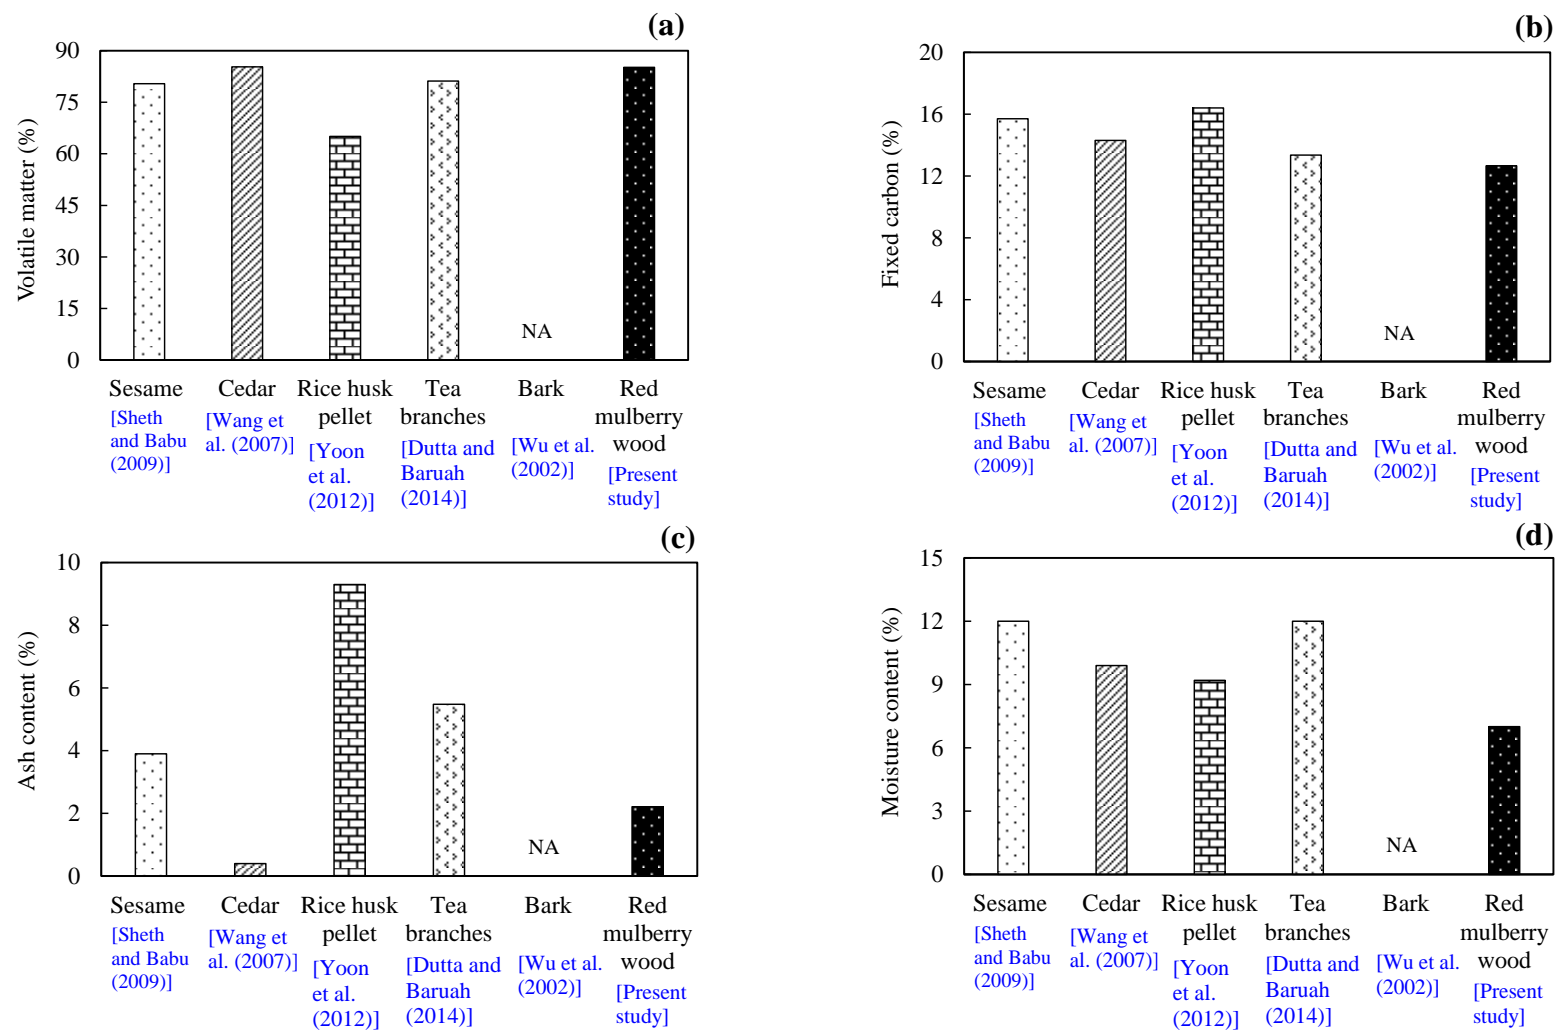 (a)
90
75
60
45
30
15
0
Volatile matter (%)
NA
Sesame
[Sheth
and Babu
(2009)]
Cedar
[Wang et
al. (2007)]
Rice husk
pellet
[Yoon
et al.
(2012)]
Tea
branches
[Dutta and
Baruah
(2014)]
Bark
[Wu et al.
(2002)]
Red
mulberry
wood
[Present
study]
(b)
20
16
12
8
4
0
Fixed carbon (%)
NA
Sesame
[Sheth
and Babu
(2009)]
Cedar
[Wang et
al. (2007)]
Rice husk
pellet
[Yoon
et al.
(2012)]
Tea
branches
[Dutta and
Baruah
(2014)]
Bark
[Wu et al.
(2002)]
Red
mulberry
wood
[Present
study]
(c)
10
8
6
4
2
0
Ash content (%)
NA
Sesame
[Sheth
and Babu
(2009)]
Cedar
[Wang et
al. (2007)]
Rice husk
pellet
[Yoon
et al.
(2012)]
Tea
branches
[Dutta and
Baruah
(2014)]
Bark
[Wu et al.
(2002)]
Red
mulberry
wood
[Present
study]
(d)
15
12
9
6
3
0
Moisture content (%)
NA
Sesame
[Sheth
and Babu
(2009)]
Cedar
[Wang et
al. (2007)]
Rice husk
pellet
[Yoon
et al.
(2012)]
Tea
branches
[Dutta and
Baruah
(2014)]
Bark
[Wu et al.
(2002)]
Red
mulberry
wood
[Present
study]